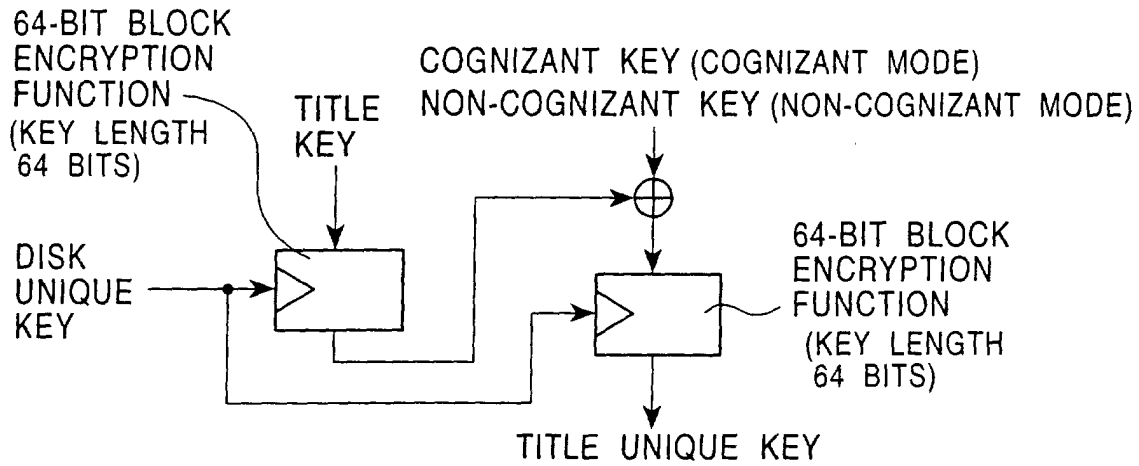 64-BIT BLOCK
ENCRYPTION
FUNCTION
(KEY LENGTH
64 BITS)
TITLE
KEY
COGNIZANT KEY (COGNIZANT MODE)
NON-COGNIZANT KEY (NON-COGNIZANT MODE)
DISK
UNIQUE
KEY
64-BIT BLOCK
ENCRYPTION
FUNCTION
(KEY LENGTH
64 BITS)
TITLE UNIQUE KEY